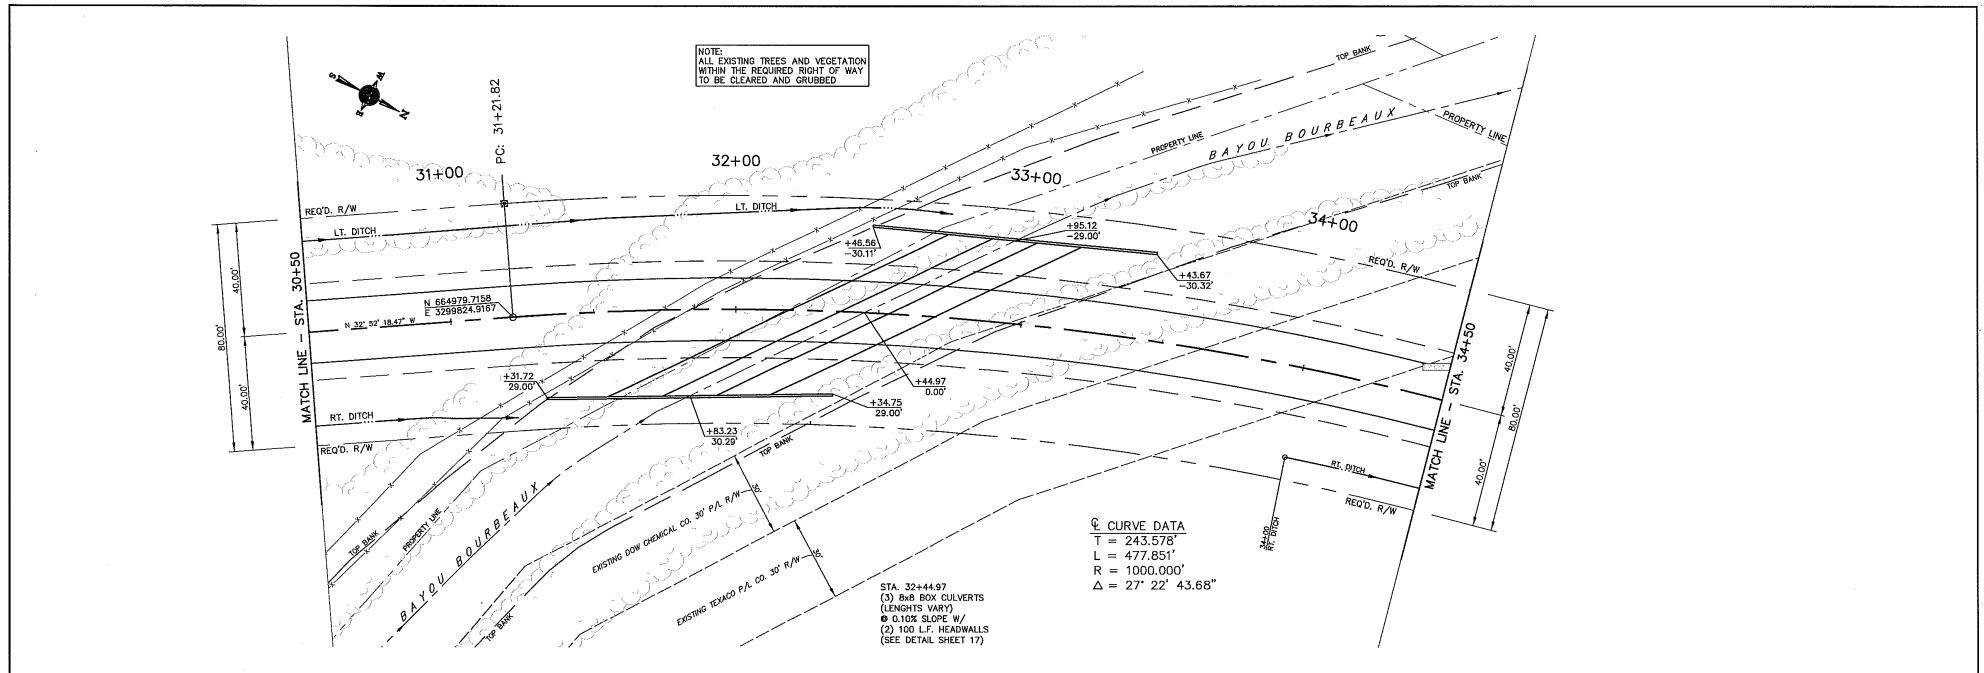 NOTE:
ALL EXISTING TREES AND VEGETATION
WITHIN THE REQUIRED RIGHT OF WAY
TO BE CLEARED AND GRUBBED
S
W
E
N
PC: 31+21.82
31+00
32+00
33+00
34+00
TOP BANK
PROPERTY LINE
BAYOU BOURBEAUX
PROPERTY LINE
TOP BANK
REQ'D. R/W
LT. DITCH
LT. DITCH
+46.56
-30.11'
+95.12
-29.00'
+43.67
-30.32'
REQ'D. R/W
MATCH LINE - STA. 30+50
40.00'
80.00'
40.00'
N 664979.7158
E 3299824.9167
N 32° 52' 18.47" W
+31.72
29.00'
+44.97
0.00'
+34.75
29.00'
+83.23
30.29'
RT. DITCH
REQ'D. R/W
TOP BANK
PROPERTY LINE
BAYOU BOURBEAUX
TOP BANK
TOP BANK
EXISTING DOW CHEMICAL CO. 30' P/L R/W
30'
EXISTING TEXACO P/L CO. 30' R/W
30'
MATCH LINE - STA. 34+50
40.00'
80.00'
40.00'
RT. DITCH
REQ'D. R/W
34+00
RT. DITCH
STA. 32+44.97
(3) 8x8 BOX CULVERTS
(LENGHTS VARY)
@ 0.10% SLOPE W/
(2) 100 L.F. HEADWALLS
(SEE DETAIL SHEET 17)
℄ CURVE DATA
T = 243.578'
L = 477.851'
R = 1000.000'
Δ = 27° 22' 43.68"